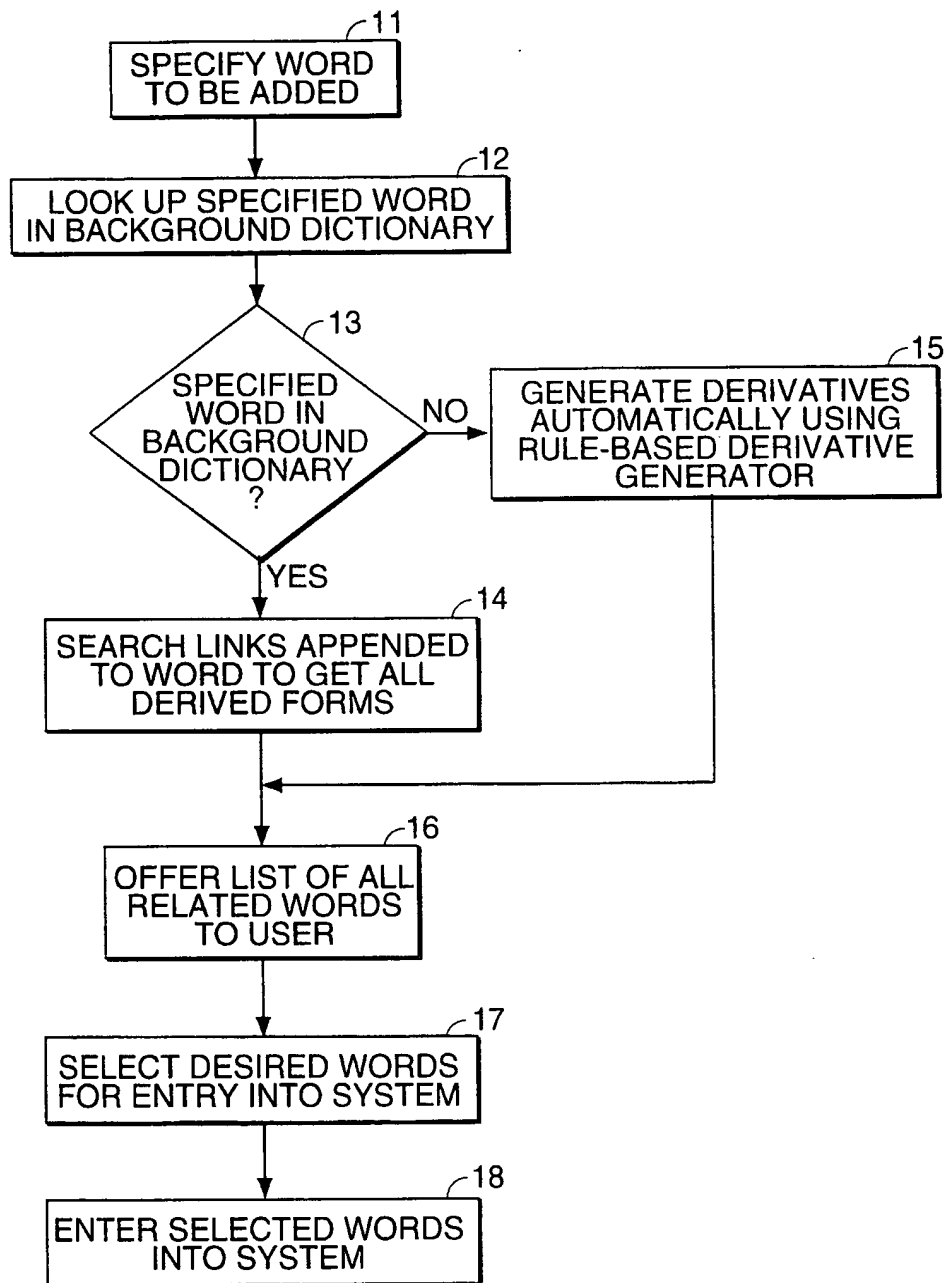 11
SPECIFY WORD
TO BE ADDED
12
LOOK UP SPECIFIED WORD
IN BACKGROUND DICTIONARY
13
SPECIFIED
WORD IN
BACKGROUND
DICTIONARY
?
NO
15
GENERATE DERIVATIVES
AUTOMATICALLY USING
RULE-BASED DERIVATIVE
GENERATOR
YES
14
SEARCH LINKS APPENDED
TO WORD TO GET ALL
DERIVED FORMS
16
OFFER LIST OF ALL
RELATED WORDS
TO USER
17
SELECT DESIRED WORDS
FOR ENTRY INTO SYSTEM
18
ENTER SELECTED WORDS
INTO SYSTEM